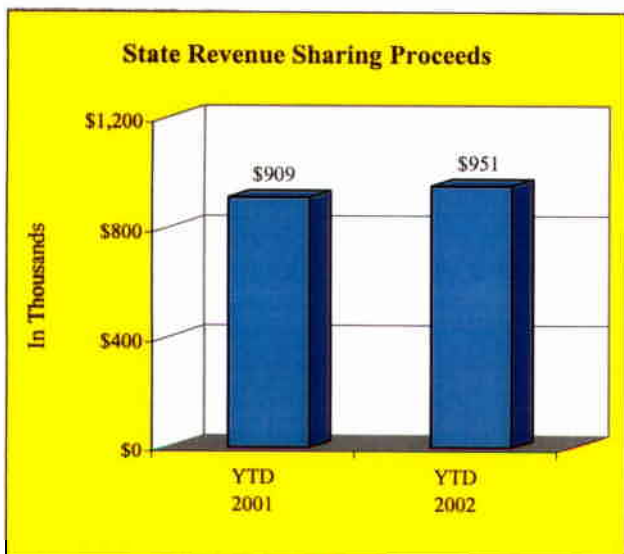 State Revenue Sharing Proceeds
$1,200
$909
$951
$800
In Thousands
$400
$0
YTD
2001
YTD
2002